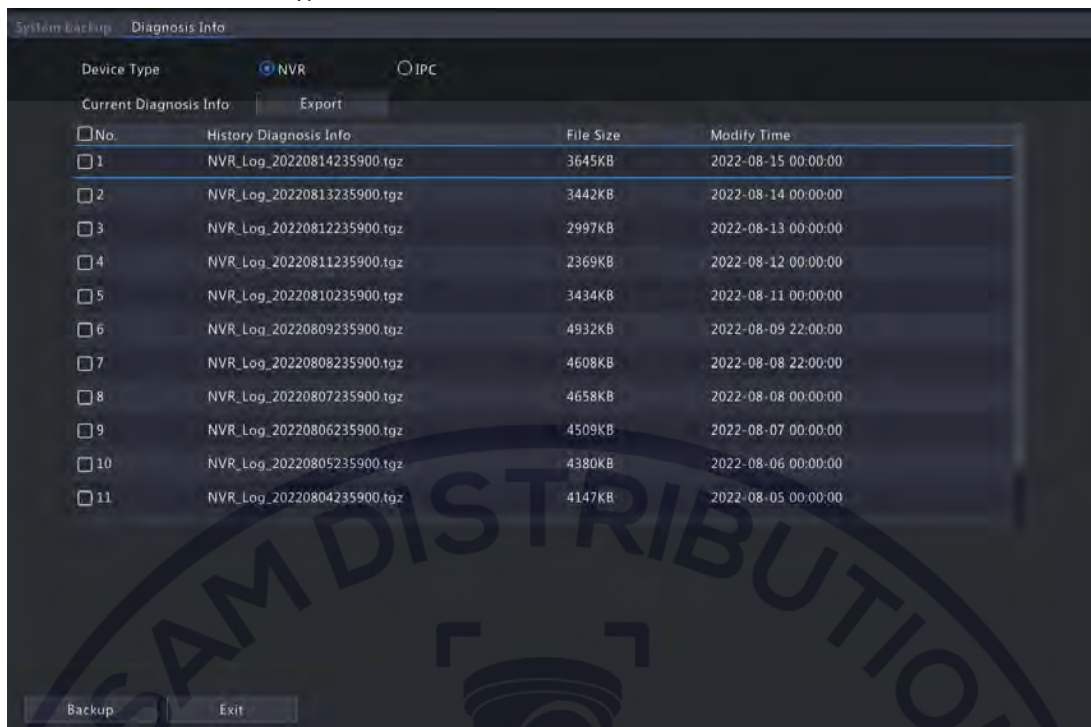 System Backup Diagnosis Info
Device Type NVR IPC
Current Diagnosis Info Export
No. History Diagnosis Info File Size Modify Time
1 NVR_Log_20220814235900.tgz 3645KB 2022-08-15 00:00:00
2 NVR_Log_20220813235900.tgz 3442KB 2022-08-14 00:00:00
3 NVR_Log_20220812235900.tgz 2997KB 2022-08-13 00:00:00
4 NVR_Log_20220811235900.tgz 2369KB 2022-08-12 00:00:00
5 NVR_Log_20220810235900.tgz 3434KB 2022-08-11 00:00:00
6 NVR_Log_20220809235900.tgz 4932KB 2022-08-09 22:00:00
7 NVR_Log_20220808235900.tgz 4608KB 2022-08-08 22:00:00
8 NVR_Log_20220807235900.tgz 4658KB 2022-08-08 00:00:00
9 NVR_Log_20220806235900.tgz 4509KB 2022-08-07 00:00:00
10 NVR_Log_20220805235900.tgz 4380KB 2022-08-06 00:00:00
11 NVR_Log_20220804235900.tgz 4147KB 2022-08-05 00:00:00
SAM DISTRIBUTION
Backup Exit